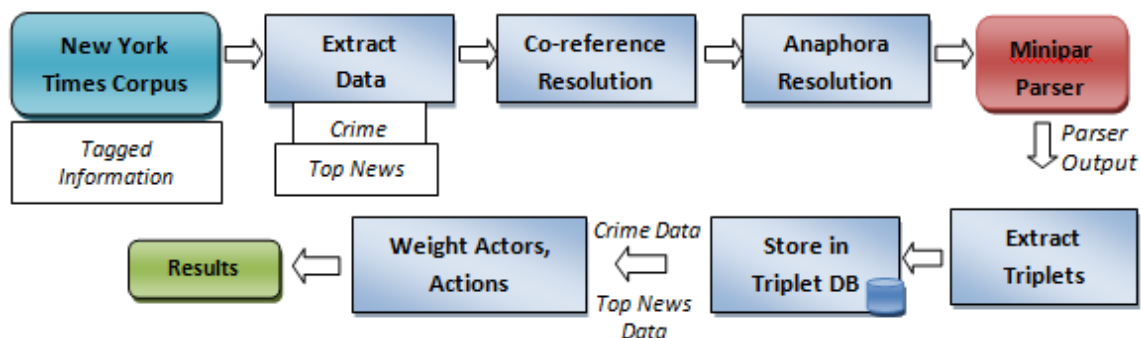 New York
Times Corpus
Tagged
Information
Extract
Data
Crime
Top News
Co-reference
Resolution
Anaphora
Resolution
Minipar
Parser
Parser
Output
Extract
Triplets
Store in
Triplet DB
Crime Data
Top News
Data
Weight Actors,
Actions
Results